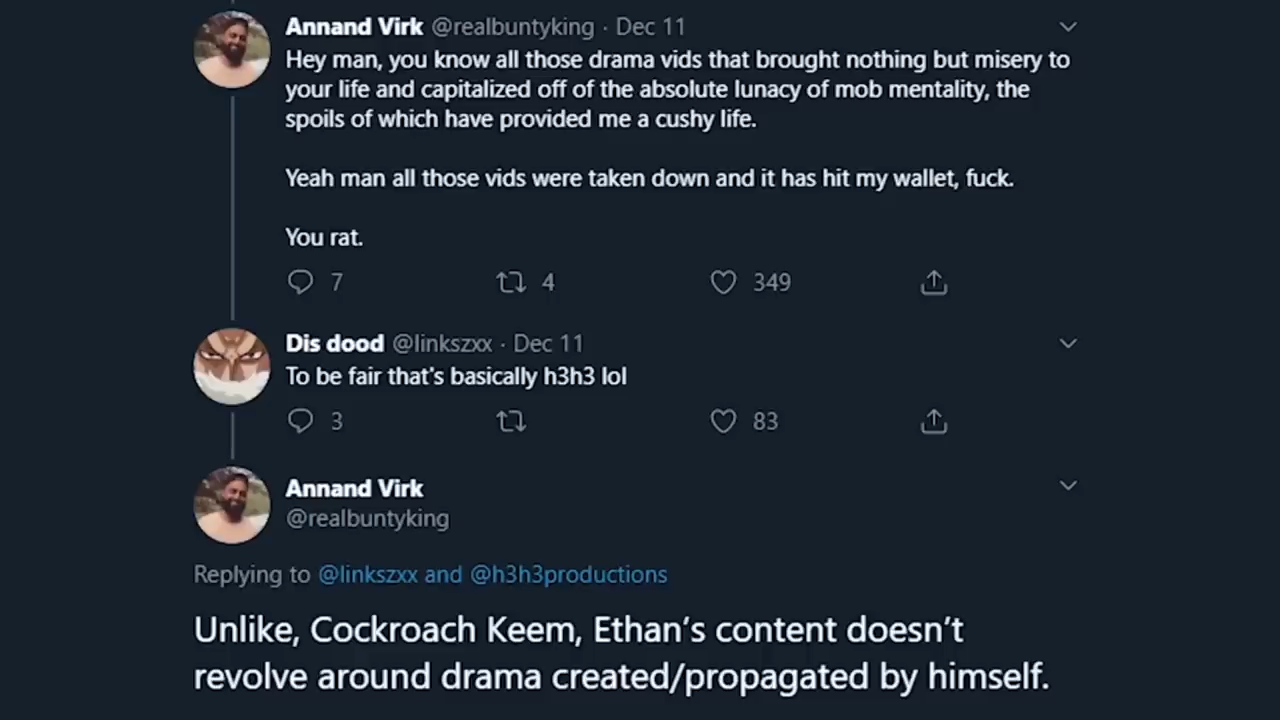 Annand Virk @realbuntyking · Dec 11
Hey man, you know all those drama vids that brought nothing but misery to
your life and capitalized off of the absolute lunacy of mob mentality, the
spoils of which have provided me a cushy life.
Yeah man all those vids were taken down and it has hit my wallet, fuck.
You rat.
7 4 349
Dis dood @linkszxx · Dec 11
To be fair that's basically h3h3 lol
3 83
Annand Virk
@realbuntyking
Replying to @linkszxx and @h3h3productions
Unlike, Cockroach Keem, Ethan's content doesn't
revolve around drama created/propagated by himself.